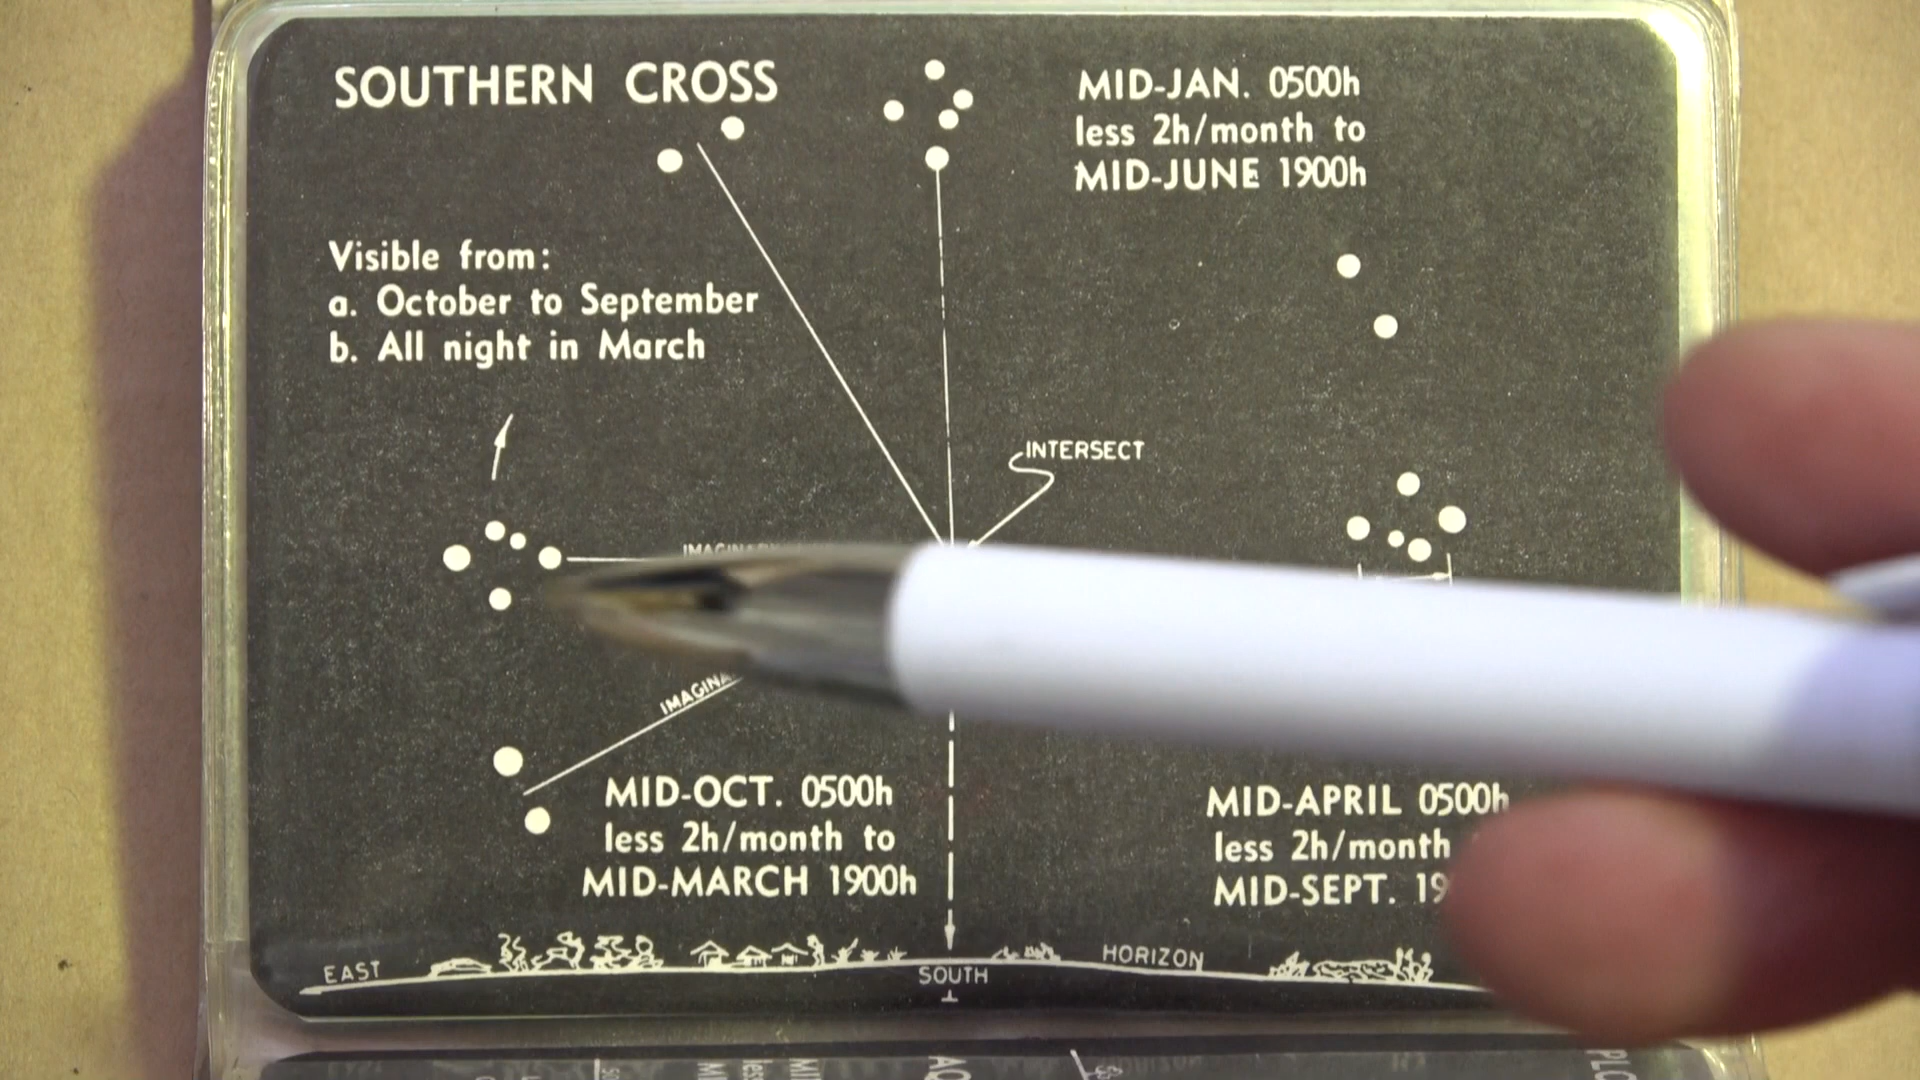 SOUTHERN CROSS
MID-JAN. 0500h
less 2h/month to
MID-JUNE 1900h
Visible from:
a. October to September
b. All night in March
INTERSECT
MID-OCT. 0500h
less 2h/month to
MID-MARCH 1900h
MID-APRIL 0500h
less 2h/month
MID-SEPT.
EAST
SOUTH
HORIZON